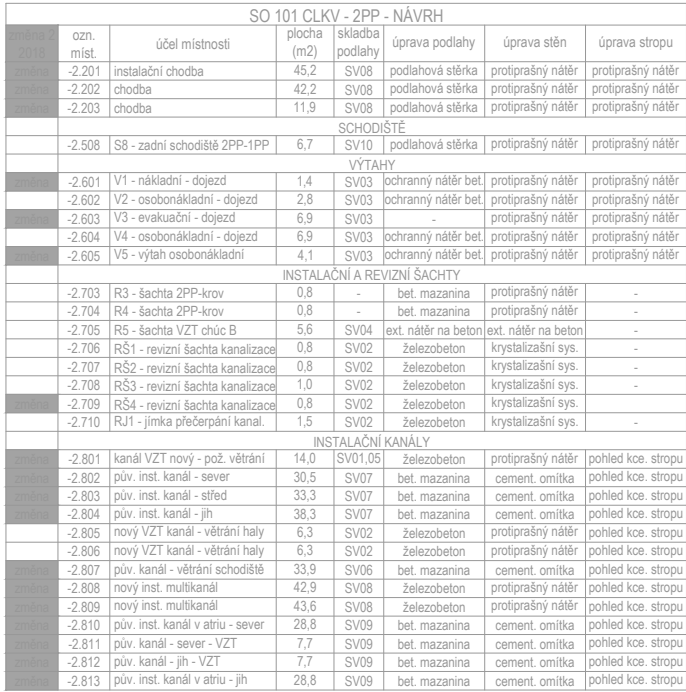 SO 101 CLKV - 2PP - NÁVRH
změna 2 2018 ozn. míst. účel místnosti plocha (m2) skladba podlahy úprava podlahy úprava stěn úprava stropu
změna -2.201 instalační chodba 45,2 SV08 podlahová stěrka protiprašný nátěr protiprašný nátěr
změna -2.202 chodba 42,2 SV08 podlahová stěrka protiprašný nátěr protiprašný nátěr
změna -2.203 chodba 11,9 SV08 podlahová stěrka protiprašný nátěr protiprašný nátěr
SCHODIŠTĚ
-2.508 S8 - zadní schodiště 2PP-1PP 6,7 SV10 podlahová stěrka protiprašný nátěr protiprašný nátěr
VÝTAHY
změna -2.601 V1 - nákladní - dojezd 1,4 SV03 ochranný nátěr bet. protiprašný nátěr protiprašný nátěr
-2.602 V2 - osobonákladní - dojezd 2,8 SV03 ochranný nátěr bet. protiprašný nátěr protiprašný nátěr
změna -2.603 V3 - evakuační - dojezd 6,9 SV03 - protiprašný nátěr protiprašný nátěr
-2.604 V4 - osobonákladní - dojezd 6,9 SV03 ochranný nátěr bet. protiprašný nátěr protiprašný nátěr
změna -2.605 V5 - výtah osobonákladní 4,1 SV03 ochranný nátěr bet. protiprašný nátěr protiprašný nátěr
INSTALAČNÍ A REVIZNÍ ŠACHTY
-2.703 R3 - šachta 2PP-krov 0,8 - bet. mazanina protiprašný nátěr -
-2.704 R4 - šachta 2PP-krov 0,8 - bet. mazanina protiprašný nátěr -
-2.705 R5 - šachta VZT chúc B 5,6 SV04 ext. nátěr na beton ext. nátěr na beton -
-2.706 RŠ1 - revizní šachta kanalizace 0,8 SV02 železobeton krystalizašní sys. -
-2.707 RŠ2 - revizní šachta kanalizace 0,8 SV02 železobeton krystalizašní sys. -
-2.708 RŠ3 - revizní šachta kanalizace 1,0 SV02 železobeton krystalizašní sys. -
změna -2.709 RŠ4 - revizní šachta kanalizace 0,8 SV02 železobeton krystalizašní sys. -
-2.710 RJ1 - jímka přečerpání kanal. 1,5 SV02 železobeton krystalizašní sys. -
INSTALAČNÍ KANÁLY
změna -2.801 kanál VZT nový - pož. větrání 14,0 SV01,05 železobeton protiprašný nátěr pohled kce. stropu
změna -2.802 pův. inst. kanál - sever 30,5 SV07 bet. mazanina cement. omítka pohled kce. stropu
změna -2.803 pův. inst. kanál - střed 33,3 SV07 bet. mazanina cement. omítka pohled kce. stropu
změna -2.804 pův. inst. kanál - jih 38,3 SV07 bet. mazanina cement. omítka pohled kce. stropu
-2.805 nový VZT kanál - větrání haly 6,3 SV02 železobeton protiprašný nátěr pohled kce. stropu
-2.806 nový VZT kanál - větrání haly 6,3 SV02 železobeton protiprašný nátěr pohled kce. stropu
změna -2.807 pův. kanál - větrání schodiště 33,9 SV06 bet. mazanina cement. omítka pohled kce. stropu
změna -2.808 nový inst. multikanál 42,9 SV08 železobeton protiprašný nátěr pohled kce. stropu
změna -2.809 nový inst. multikanál 43,6 SV08 železobeton protiprašný nátěr pohled kce. stropu
změna -2.810 pův. inst. kanál v atriu - sever 28,8 SV09 bet. mazanina cement. omítka pohled kce. stropu
změna -2.811 pův. kanál - sever - VZT 7,7 SV09 bet. mazanina cement. omítka pohled kce. stropu
změna -2.812 pův. kanál - jih - VZT 7,7 SV09 bet. mazanina cement. omítka pohled kce. stropu
změna -2.813 pův. inst. kanál v atriu - jih 28,8 SV09 bet. mazanina cement. omítka pohled kce. stropu